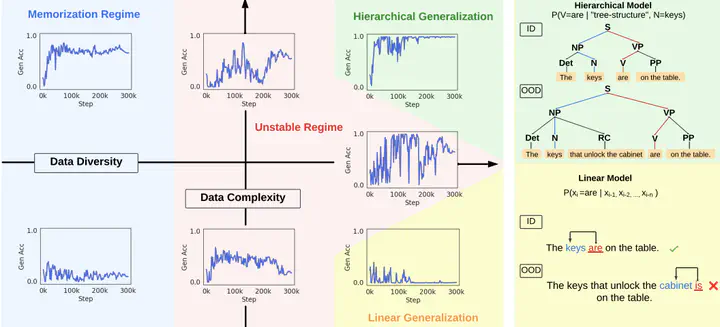 Memorization Regime
Hierarchical Generalization
1.0
Gen Acc
0.0
0k 100k 200k 300k
Step
1.0
Gen Acc
0.0
0k 100k 200k 300k
Step
1.0
Gen Acc
0.0
0k 100k 200k 300k
Step
Unstable Regime
1.0
Gen Acc
0.0
0k 100k 200k 300k
Step
Data Diversity
Data Complexity
1.0
Gen Acc
0.0
0k 100k 200k 300k
Step
1.0
Gen Acc
0.0
0k 100k 200k 300k
Step
1.0
Gen Acc
0.0
0k 100k 200k 300k
Step
Linear Generalization
Hierarchical Model
P(V=are | "tree-structure", N=keys)
ID
S
NP VP
Det N V PP
The keys are on the table.
OOD
S
NP VP
Det N RC V PP
The keys that unlock the cabinet are on the table.
Linear Model
P(xi =are | xi-1, xi-2, ..., xi-n )
ID
The keys are on the table. ✓
OOD
The keys that unlock the cabinet is ❌
on the table.